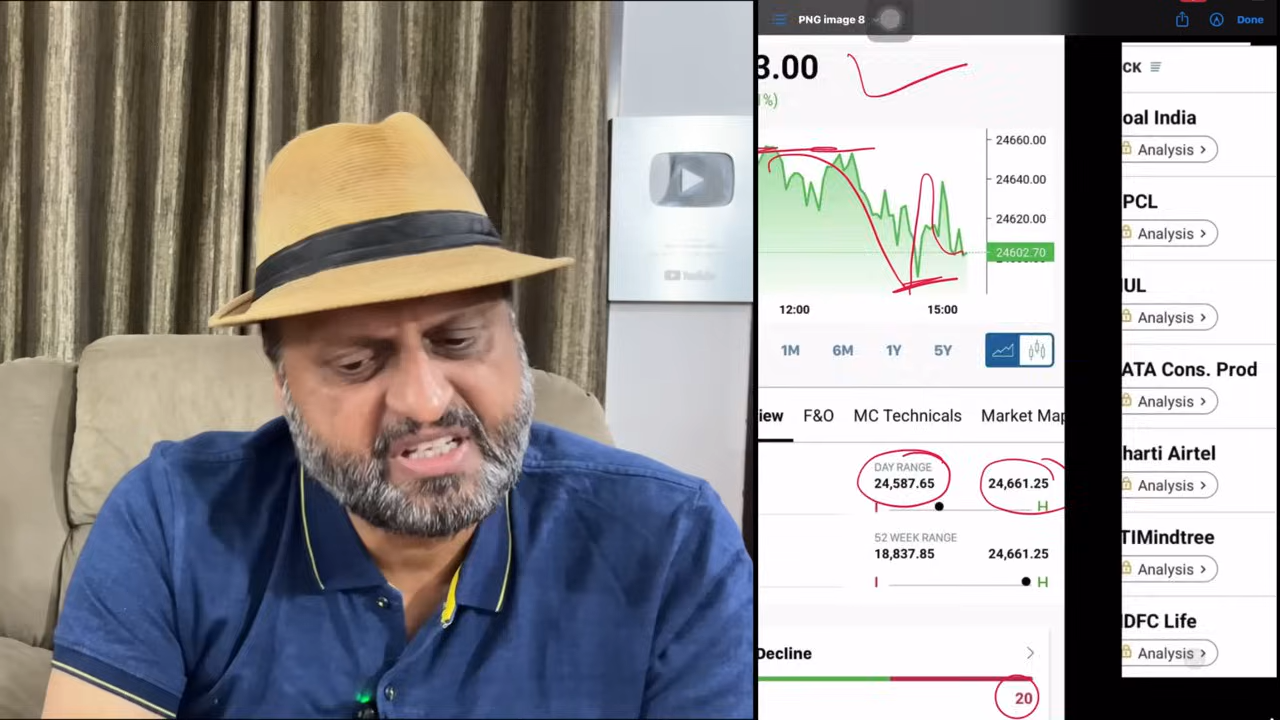 PNG image 8
Done
3.00
%)
24660.00
24640.00
24620.00
24602.70
12:00
15:00
1M
6M
1Y
5Y
iew
F&O
MC Technicals
Market Map
DAY RANGE
24,587.65
24,661.25
H
52 WEEK RANGE
18,837.85
24,661.25
H
Decline
20
CK
oal India
Analysis >
PCL
Analysis >
UL
Analysis >
ATA Cons. Prod
Analysis >
harti Airtel
Analysis >
TIMindtree
Analysis >
DFC Life
Analysis >
YouTube